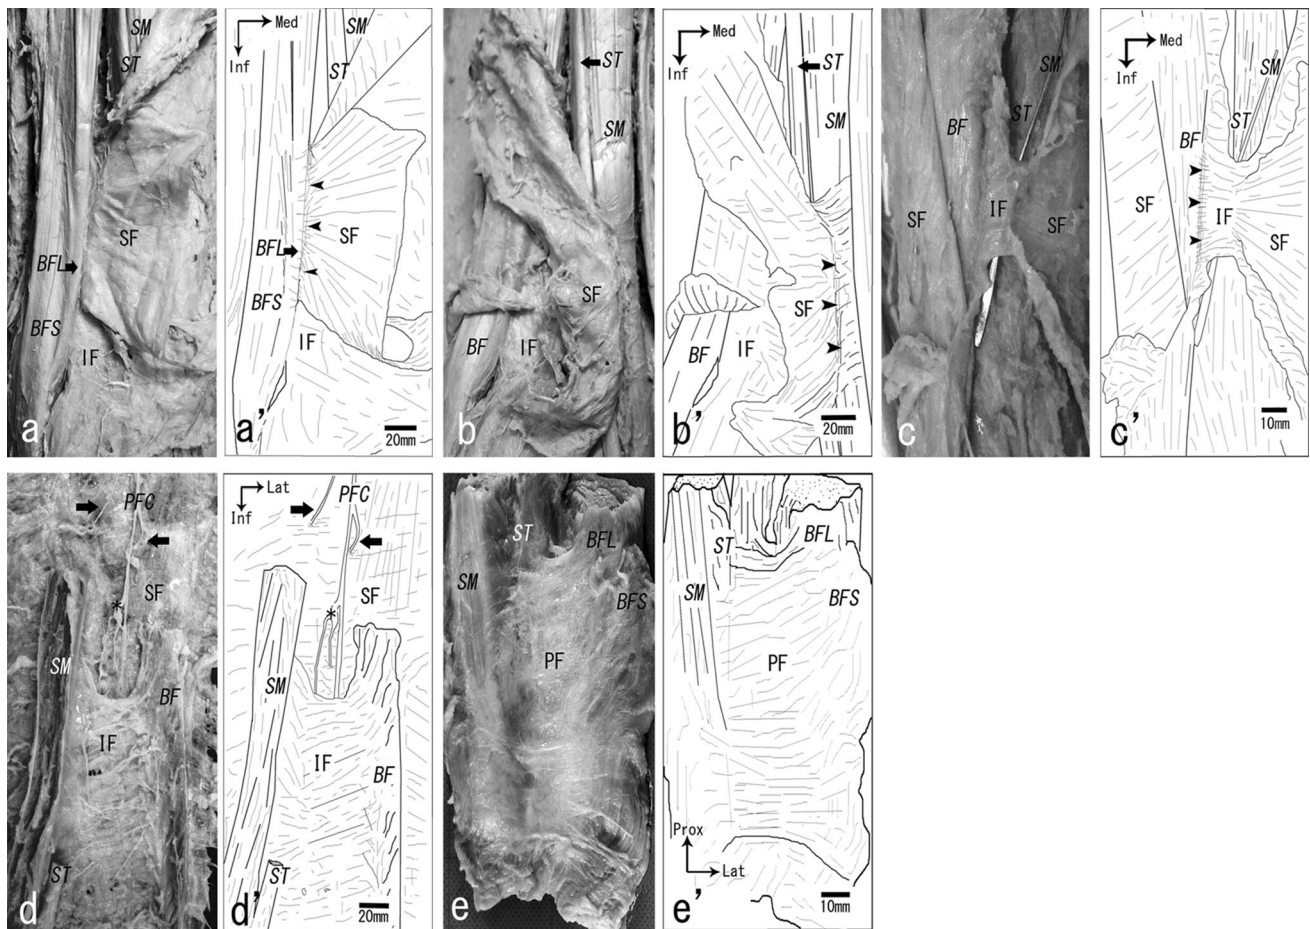 SM
ST
SF
BFL
BFS
IF
a
Med
Inf
ST
SF
BFL
BFS
IF
a'
20mm
ST
SM
SF
BF
IF
b
Med
Inf
ST
SM
SF
BF
IF
b'
20mm
SM
ST
BF
SF
IF
SF
c
Med
Inf
SM
ST
BF
SF
IF
SF
c'
10mm
PFC
SF
*
SM
BF
IF
ST
d
Lat
Inf
PFC
SF
*
SM
IF
BF
ST
d'
20mm
ST
BFL
SM
BFS
PF
e
ST
BFL
SM
BFS
PF
Prox
Lat
e'
10mm